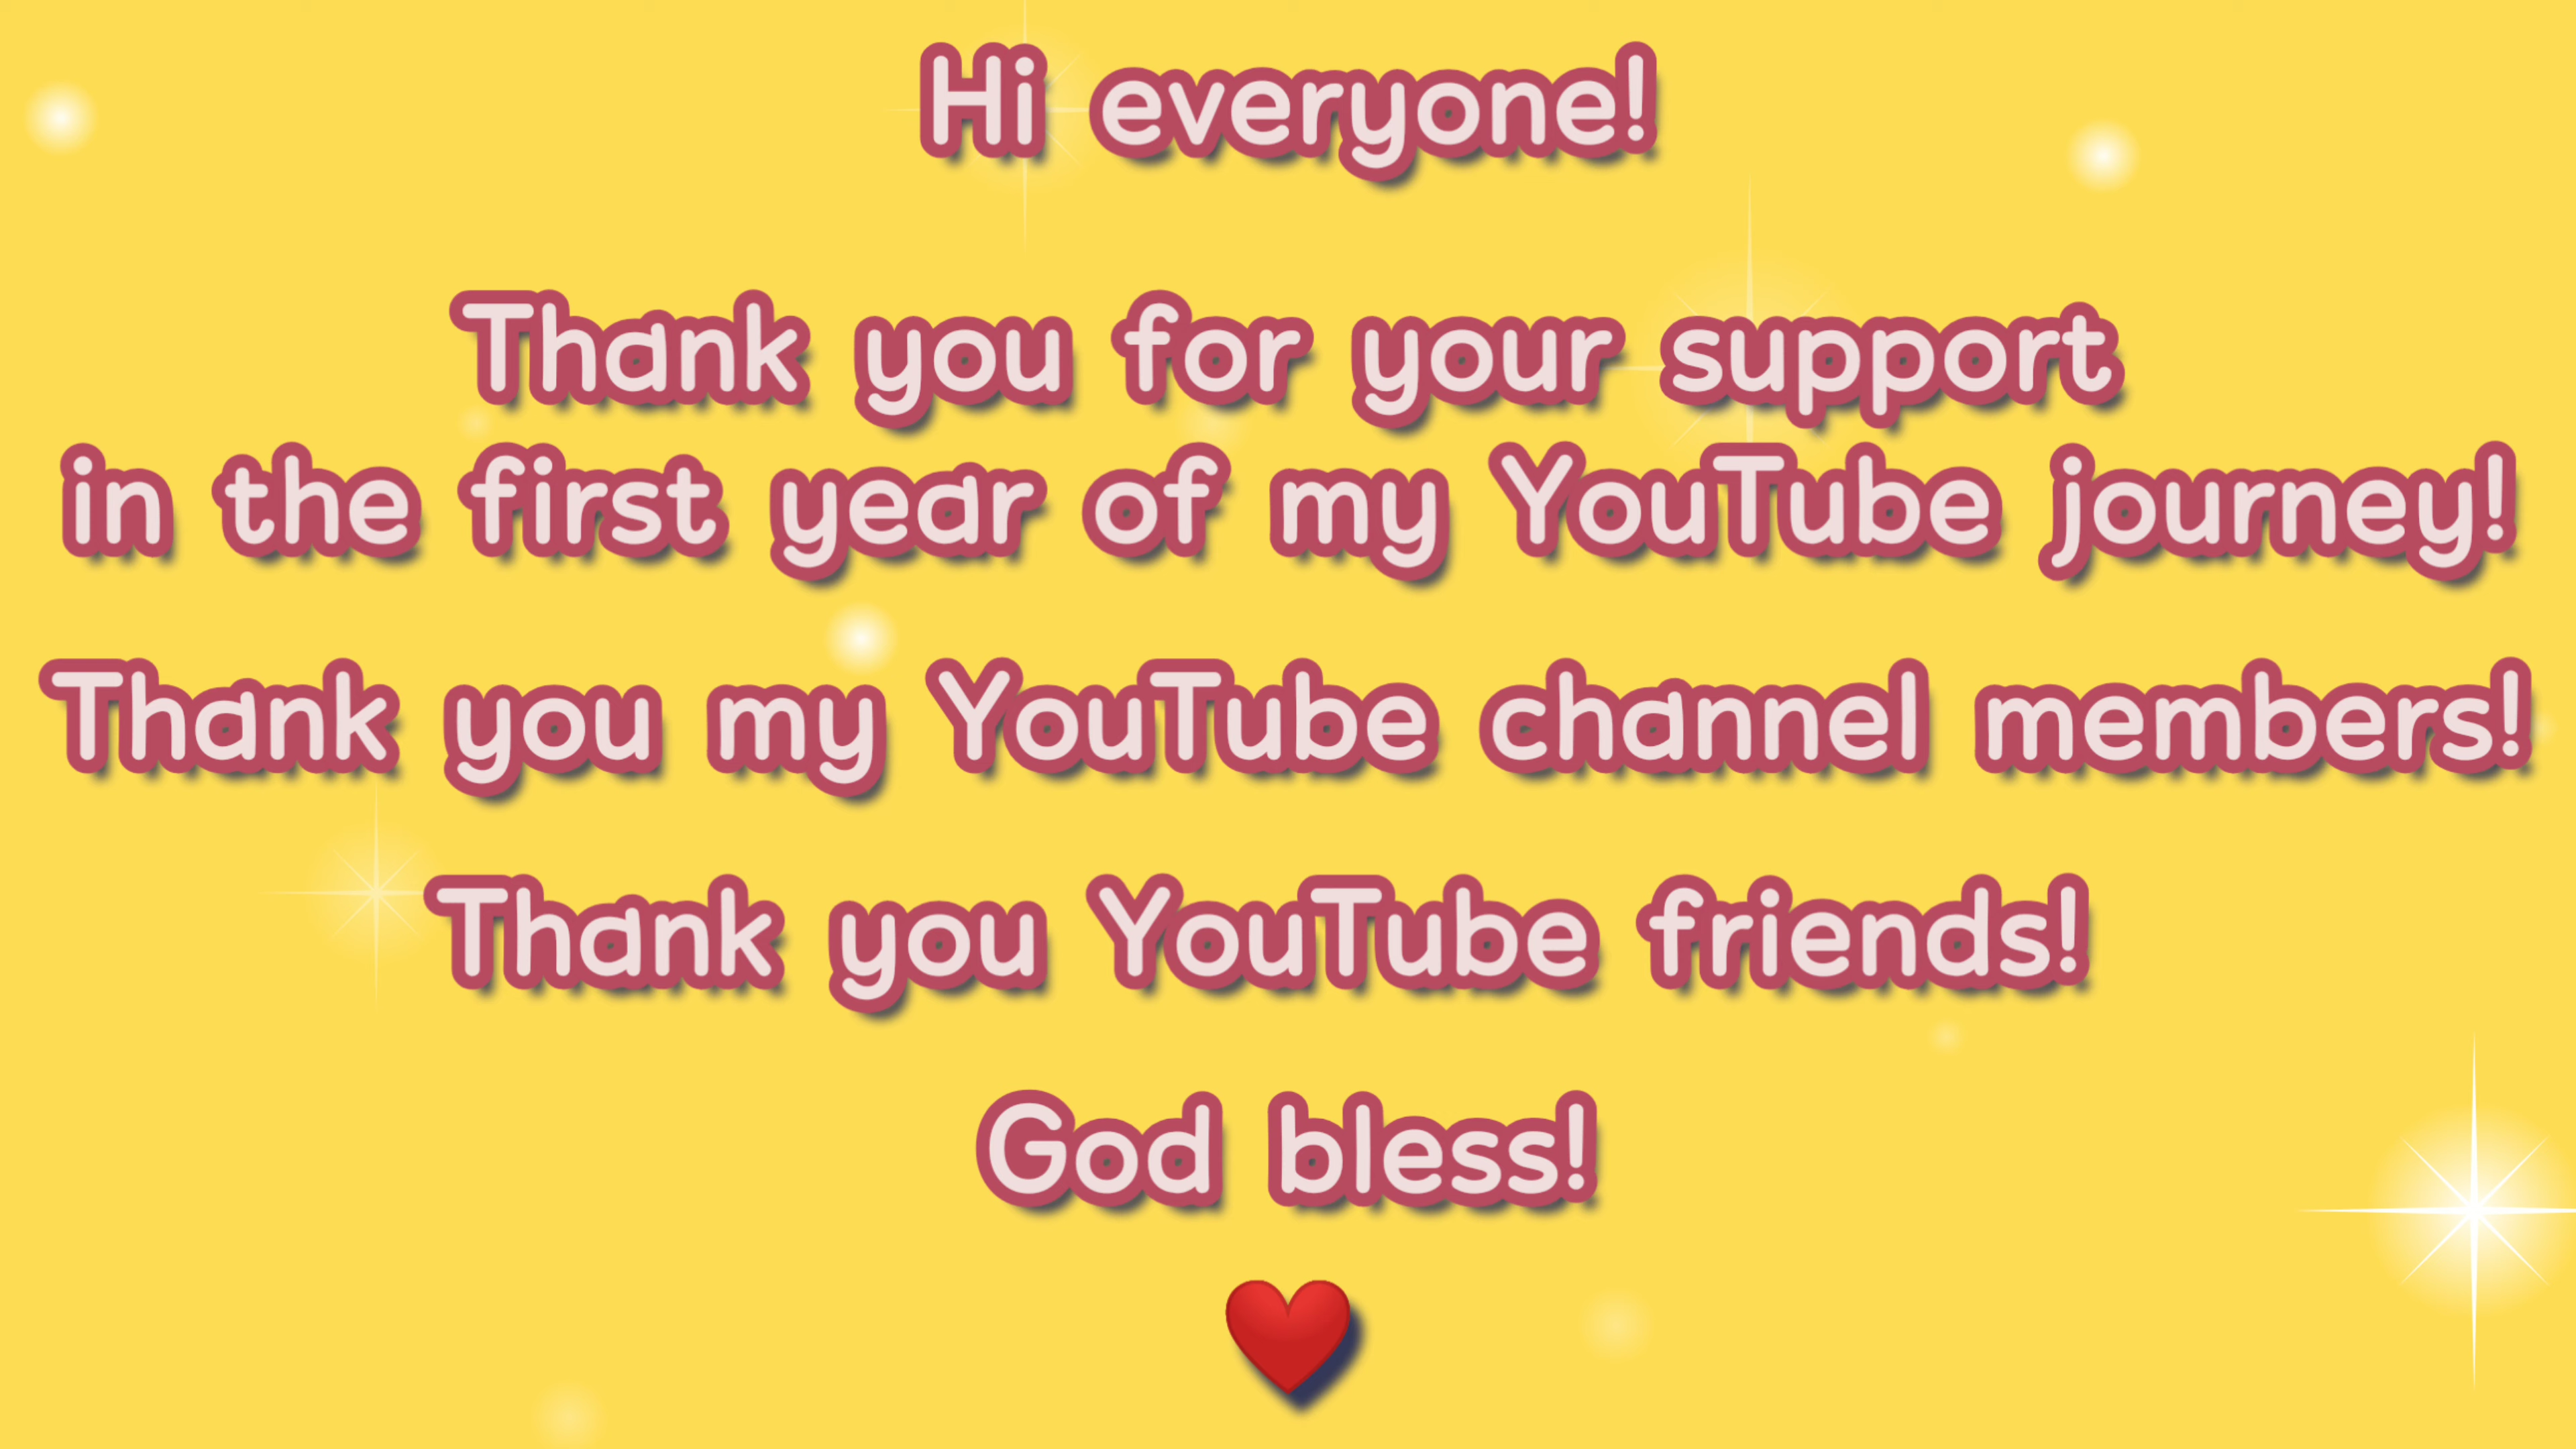 Hi everyone!
Thank you for your support
in the first year of my YouTube journey!
Thank you my YouTube channel members!
Thank you YouTube friends!
God bless!